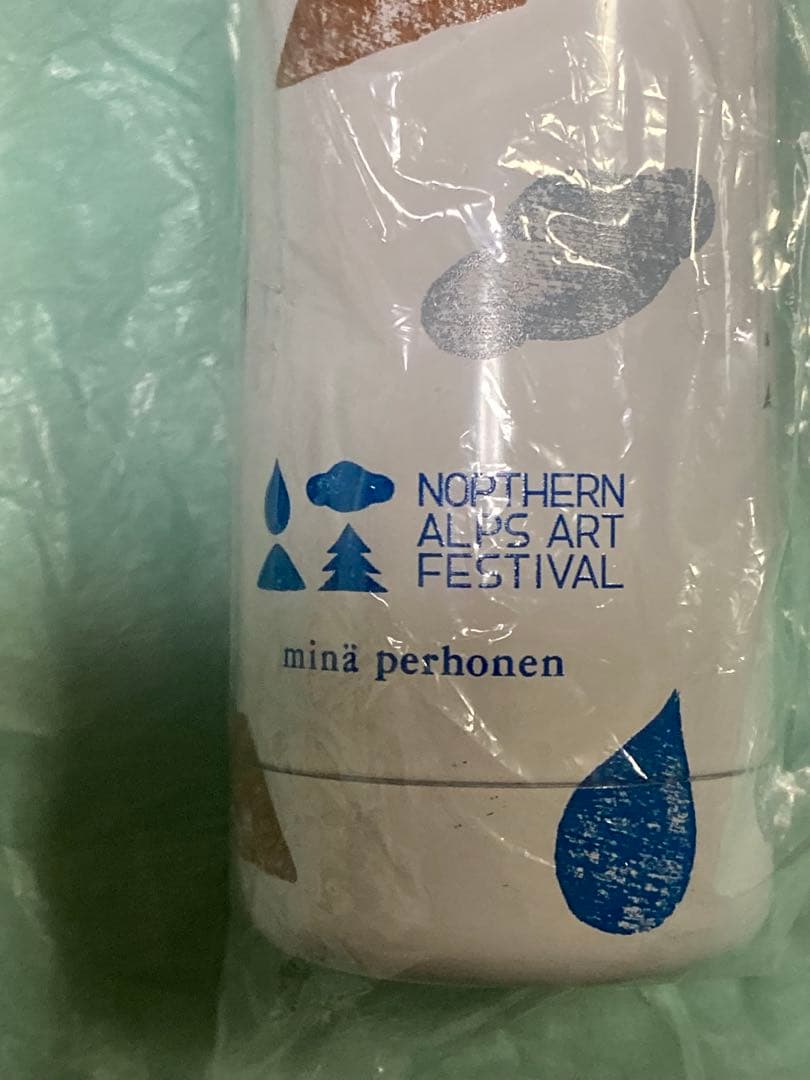 NORTHERN
ALPS ART
FESTIVAL
minä perhonen